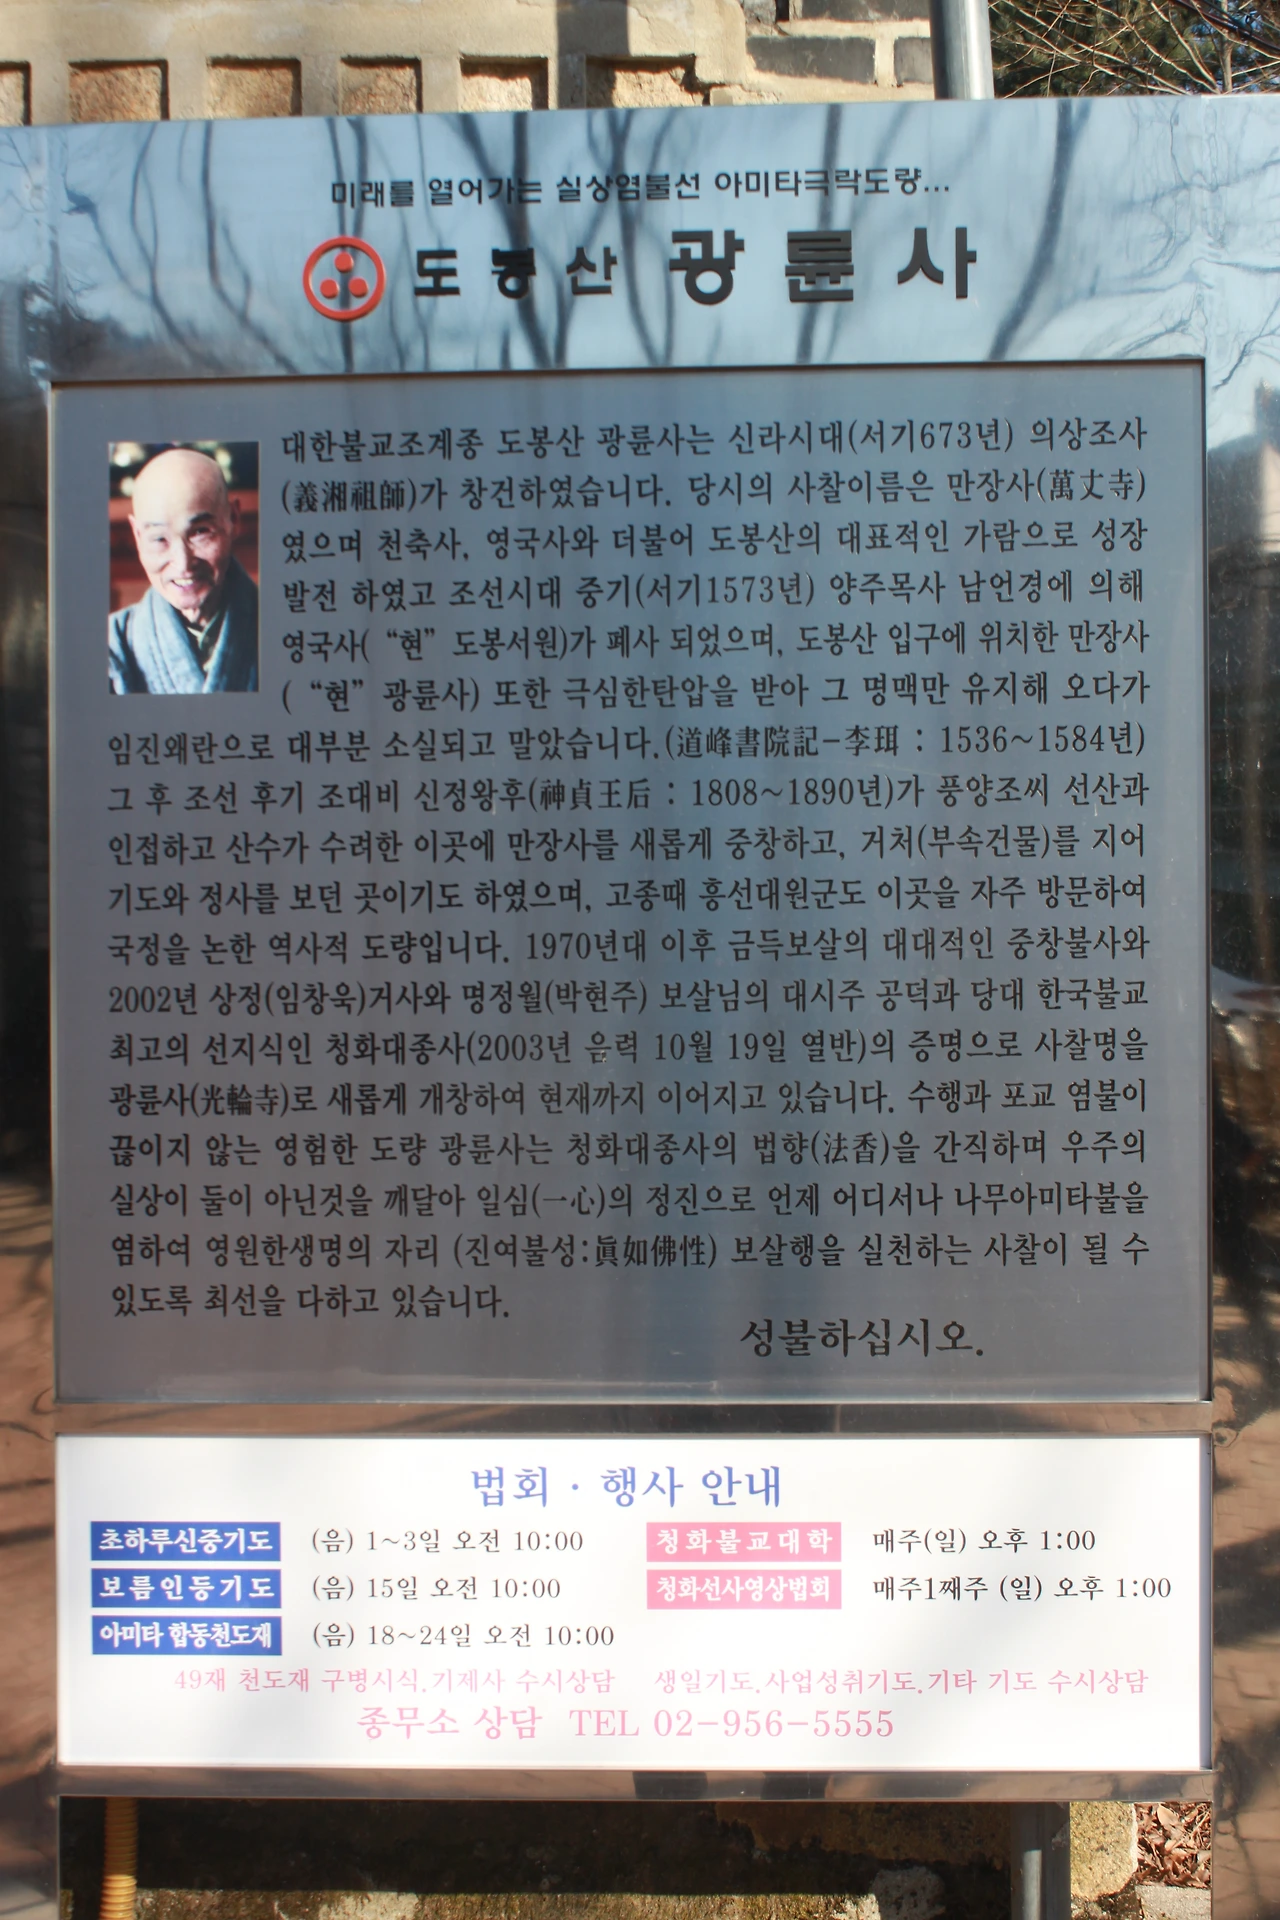 미래를 열어가는 실상염불선 아미타극락도량...
도봉산 광륜사
대한불교조계종 도봉산 광륜사는 신라시대(서기673년) 의상조사
(義湘祖師)가 창건하였습니다. 당시의 사찰이름은 만장사(萬丈寺)
였으며 천축사, 영국사와 더불어 도봉산의 대표적인 가람으로 성장
발전 하였고 조선시대 중기(서기1573년) 양주목사 남언경에 의해
영국사( “현” 도봉서원)가 폐사 되었으며, 도봉산 입구에 위치한 만장사
( “현” 광륜사) 또한 극심한탄압을 받아 그 명맥만 유지해 오다가
임진왜란으로 대부분 소실되고 말았습니다.(道峰書院記-李珥 : 1536~1584년)
그 후 조선 후기 조대비 신정왕후(神貞王后 : 1808~1890년)가 풍양조씨 선산과
인접하고 산수가 수려한 이곳에 만장사를 새롭게 중창하고, 거처(부속건물)를 지어
기도와 정사를 보던 곳이기도 하였으며, 고종때 흥선대원군도 이곳을 자주 방문하여
국정을 논한 역사적 도량입니다. 1970년대 이후 금득보살의 대대적인 중창불사와
2002년 상정(임창욱)거사와 명정월(박현주) 보살님의 대시주 공덕과 당대 한국불교
최고의 선지식인 청화대종사(2003년 음력 10월 19일 열반)의 증명으로 사찰명을
광륜사(光輪寺)로 새롭게 개창하여 현재까지 이어지고 있습니다. 수행과 포교 염불이
끊이지 않는 영험한 도량 광륜사는 청화대종사의 법향(法香)을 간직하며 우주의
실상이 둘이 아닌것을 깨달아 일심(一心)의 정진으로 언제 어디서나 나무아미타불을
염하여 영원한생명의 자리 (진여불성:眞如佛性) 보살행을 실천하는 사찰이 될 수
있도록 최선을 다하고 있습니다.
성불하십시오.
법회 · 행사 안내
초하루신중기도 (음) 1~3일 오전 10:00 청화불교대학 매주(일) 오후 1:00
보름인등기도 (음) 15일 오전 10:00 청화선사영상법회 매주1째주 (일) 오후 1:00
아미타 합동천도재 (음) 18~24일 오전 10:00
49재 천도재 구병시식.기제사 수시상담 생일기도.사업성취기도.기타 기도 수시상담
종무소 상담 TEL 02-956-5555